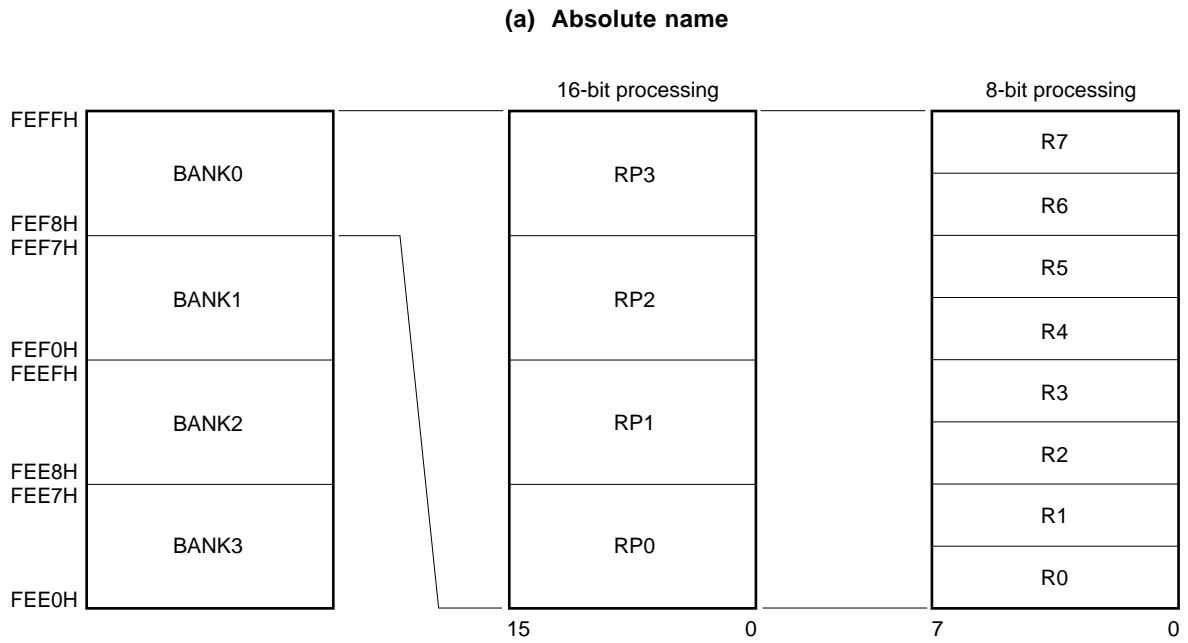 (a) Absolute name
16-bit processing
8-bit processing
FEFFH
BANK0
FEF8H
FEF7H
BANK1
FEF0H
FEEFH
BANK2
FEE8H
FEE7H
BANK3
FEE0H
RP3
RP2
RP1
RP0
15 0
R7
R6
R5
R4
R3
R2
R1
R0
7 0